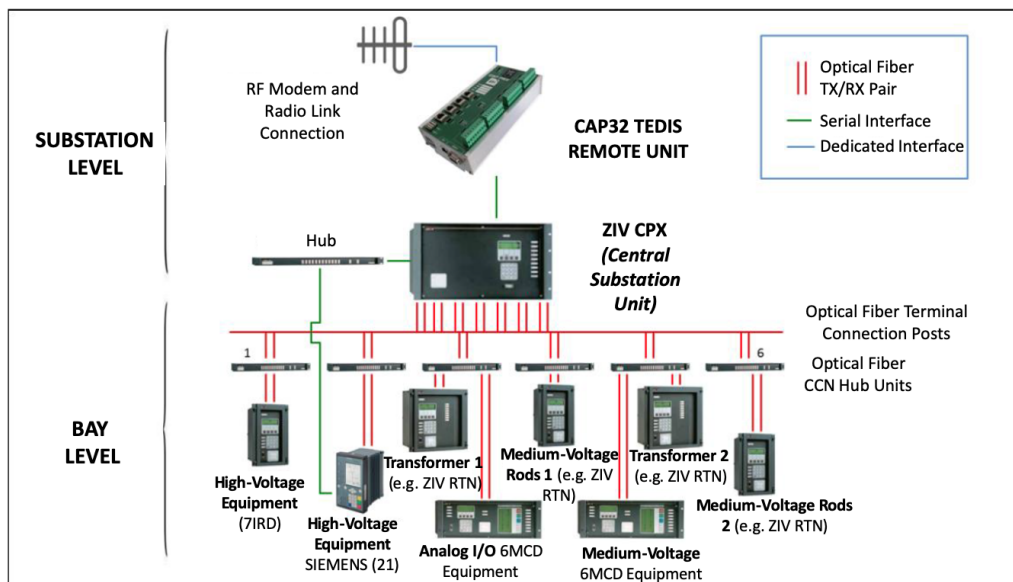 RF Modem and
Radio Link
Connection
Optical Fiber
TX/RX Pair
Serial Interface
Dedicated Interface
SUBSTATION
LEVEL
CAP32 TEDIS
REMOTE UNIT
Hub
ZIV CPX
(Central
Substation
Unit)
Optical Fiber Terminal
Connection Posts
1
6
Optical Fiber
CCN Hub Units
BAY
LEVEL
High-Voltage
Equipment
(7IRD)
High-Voltage
Equipment
SIEMENS (21)
Transformer 1
(e.g. ZIV RTN)
Analog I/O 6MCD
Equipment
Medium-Voltage
Rods 1 (e.g. ZIV
RTN)
Medium-Voltage
6MCD Equipment
Transformer 2
(e.g. ZIV RTN)
Medium-Voltage Rods
2 (e.g. ZIV RTN)